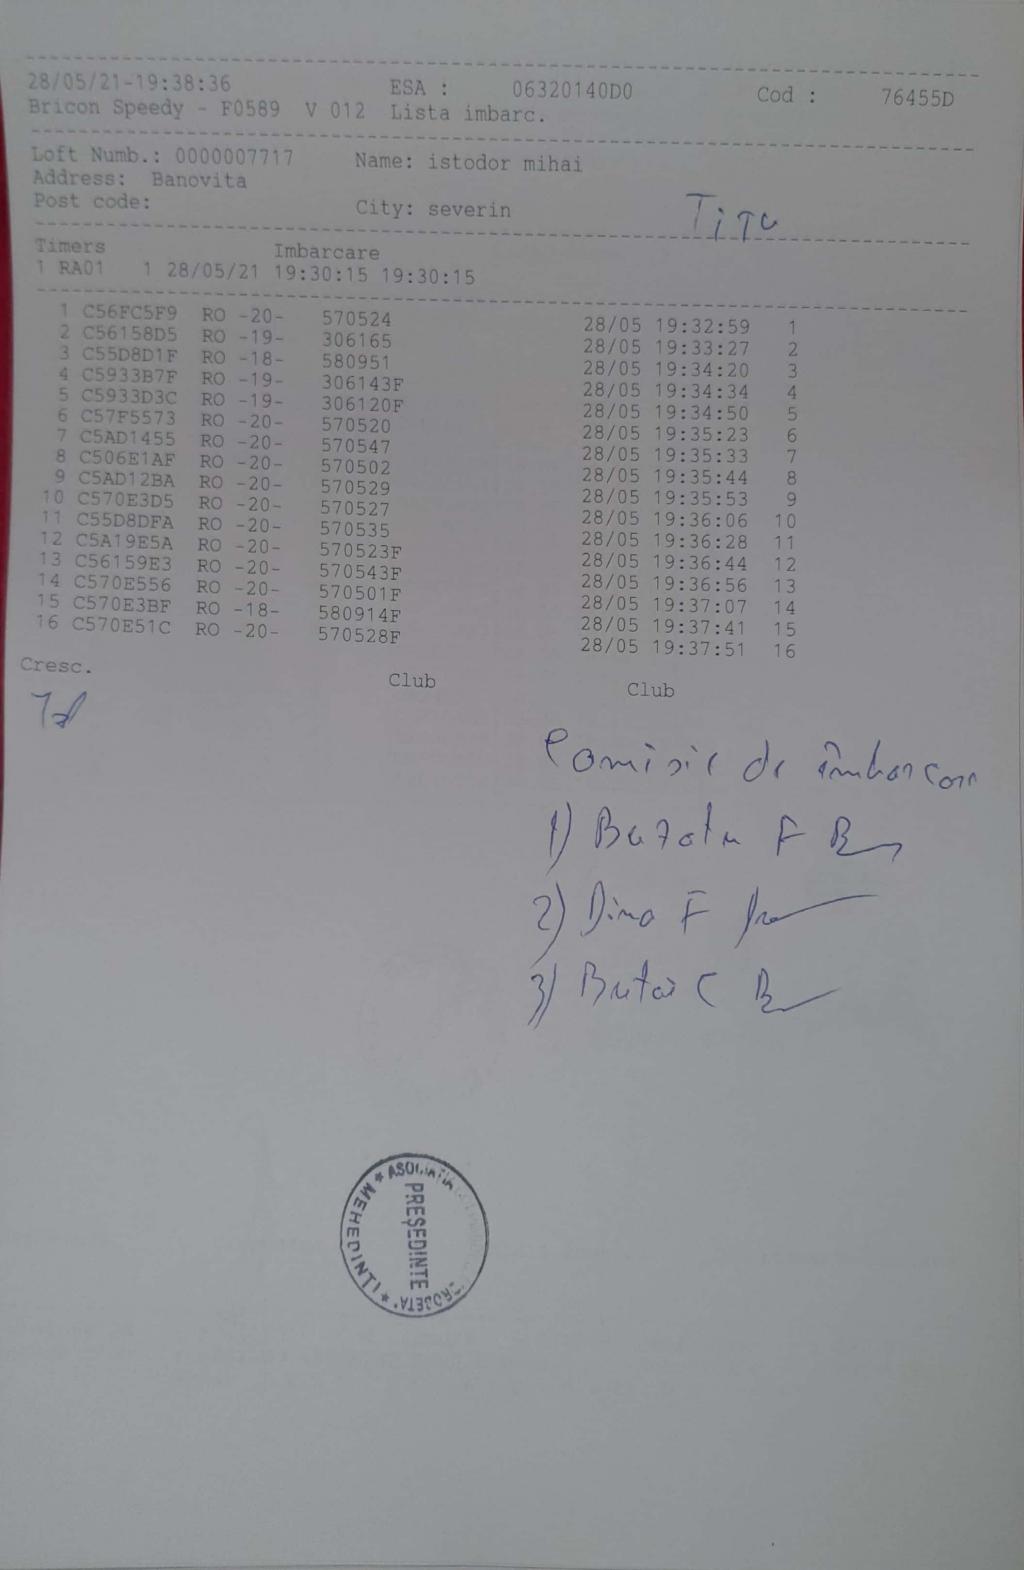 28/05/21-19:38:36 ESA : 06320140D0 Cod : 76455D
Bricon Speedy - F0589 V 012 Lista imbarc.
Loft Numb.: 0000007717 Name: istodor mihai
Address: Banovita
Post code: City: severin
Titu
Timers Imbarcare
1 RA01 1 28/05/21 19:30:15 19:30:15
1 C56FC5F9 RO -20- 570524 28/05 19:32:59 1
2 C56158D5 RO -19- 306165 28/05 19:33:27 2
3 C55D8D1F RO -18- 580951 28/05 19:34:20 3
4 C5933B7F RO -19- 306143F 28/05 19:34:34 4
5 C5933D3C RO -19- 306120F 28/05 19:34:50 5
6 C57F5573 RO -20- 570520 28/05 19:35:23 6
7 C5AD1455 RO -20- 570547 28/05 19:35:33 7
8 C506E1AF RO -20- 570502 28/05 19:35:44 8
9 C5AD12BA RO -20- 570529 28/05 19:35:53 9
10 C570E3D5 RO -20- 570527 28/05 19:36:06 10
11 C55D8DFA RO -20- 570535 28/05 19:36:28 11
12 C5A19E5A RO -20- 570523F 28/05 19:36:44 12
13 C56159E3 RO -20- 570543F 28/05 19:36:56 13
14 C570E556 RO -20- 570501F 28/05 19:37:07 14
15 C570E3BF RO -18- 580914F 28/05 19:37:41 15
16 C570E51C RO -20- 570528F 28/05 19:37:51 16
Cresc. Club Club
Comisie de îmbarcare
1) Buzatu F
2) Dima F
3) Butoi C
ASOCIATIA
PREȘEDINTE
MEHEDINTI